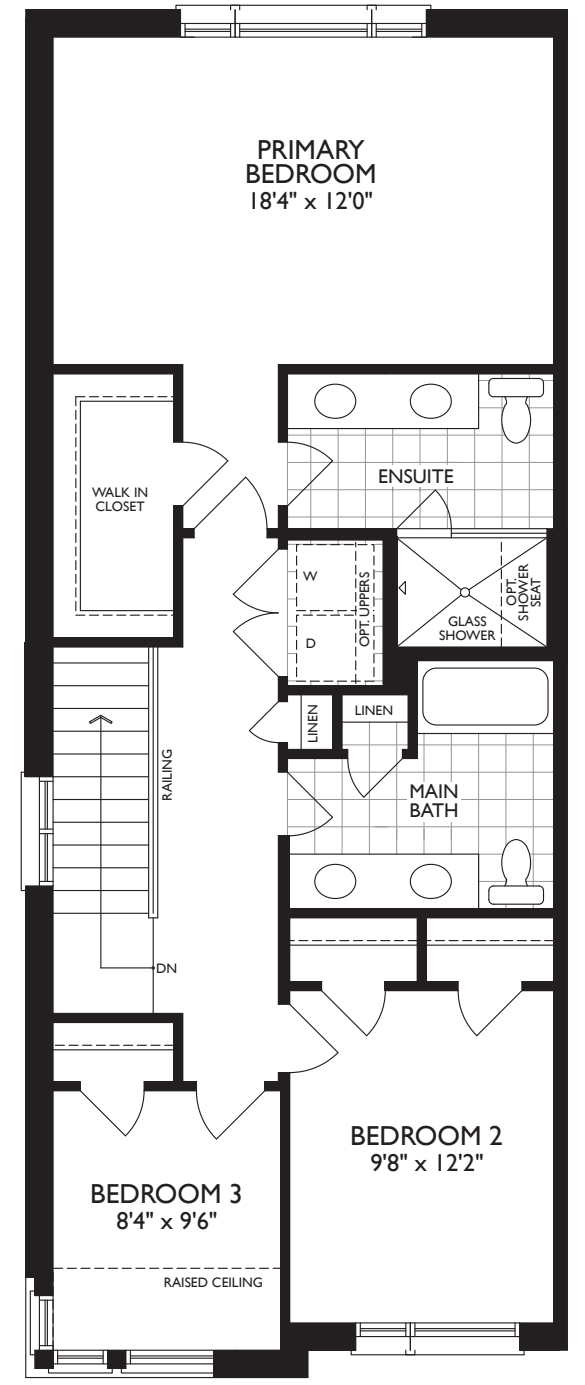 PRIMARY
BEDROOM
18'4" x 12'0"
WALK IN
CLOSET
ENSUITE
W
D
OPT. UPPERS
OPT.
SHOWER
SEAT
GLASS
SHOWER
LINEN
LINEN
RAILING
MAIN
BATH
DN
BEDROOM 2
9'8" x 12'2"
BEDROOM 3
8'4" x 9'6"
RAISED CEILING